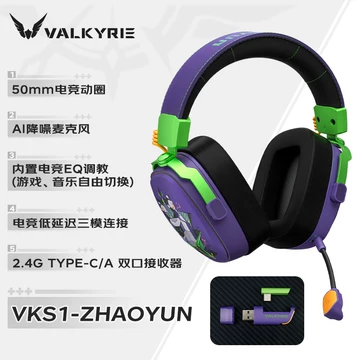 VALKYRIE
1
50mm电竞动圈
2
AI降噪麦克风
3
内置电竞EQ调教
(游戏、音乐自由切换)
4
电竞低延迟三模连接
5
2.4G TYPE-C/A 双口接收器
VKS1-ZHAOYUN